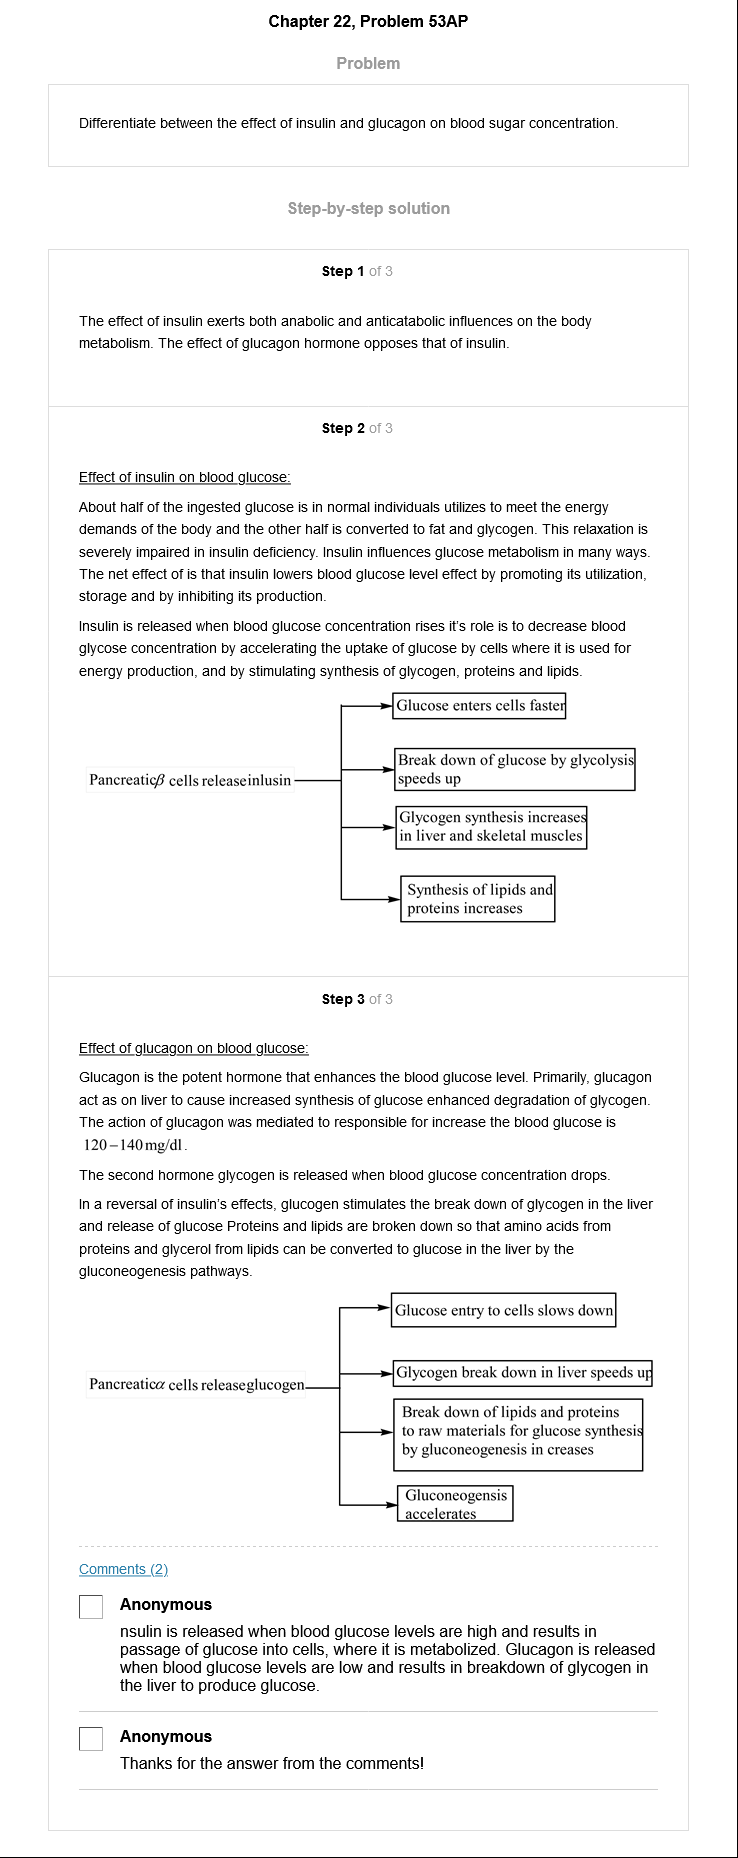 Chapter 22, Problem 53AP
Problem
Differentiate between the effect of insulin and glucagon on blood sugar concentration.
Step-by-step solution
Step 1 of 3
The effect of insulin exerts both anabolic and anticatabolic influences on the body
metabolism. The effect of glucagon hormone opposes that of insulin.
Step 2 of 3
Effect of insulin on blood glucose:
About half of the ingested glucose is in normal individuals utilizes to meet the energy
demands of the body and the other half is converted to fat and glycogen. This relaxation is
severely impaired in insulin deficiency. Insulin influences glucose metabolism in many ways.
The net effect of is that insulin lowers blood glucose level effect by promoting its utilization,
storage and by inhibiting its production.
Insulin is released when blood glucose concentration rises it's role is to decrease blood
glycose concentration by accelerating the uptake of glucose by cells where it is used for
energy production, and by stimulating synthesis of glycogen, proteins and lipids.
Glucose enters cells faster
Break down of glucose by glycolysis
speeds up
Pancreaticβ cells releaseinlusin
Glycogen synthesis increases
in liver and skeletal muscles
Synthesis of lipids and
proteins increases
Step 3 of 3
Effect of glucagon on blood glucose:
Glucagon is the potent hormone that enhances the blood glucose level. Primarily, glucagon
act as on liver to cause increased synthesis of glucose enhanced degradation of glycogen.
The action of glucagon was mediated to responsible for increase the blood glucose is
120–140 mg/dl.
The second hormone glycogen is released when blood glucose concentration drops.
In a reversal of insulin's effects, glucogen stimulates the break down of glycogen in the liver
and release of glucose Proteins and lipids are broken down so that amino acids from
proteins and glycerol from lipids can be converted to glucose in the liver by the
gluconeogenesis pathways.
Glucose entry to cells slows down
Glycogen break down in liver speeds up
Pancreaticα cells releaseglucogen
Break down of lipids and proteins
to raw materials for glucose synthesis
by gluconeogenesis in creases
Gluconeogensis
accelerates
Comments (2)
Anonymous
nsulin is released when blood glucose levels are high and results in
passage of glucose into cells, where it is metabolized. Glucagon is released
when blood glucose levels are low and results in breakdown of glycogen in
the liver to produce glucose.
Anonymous
Thanks for the answer from the comments!